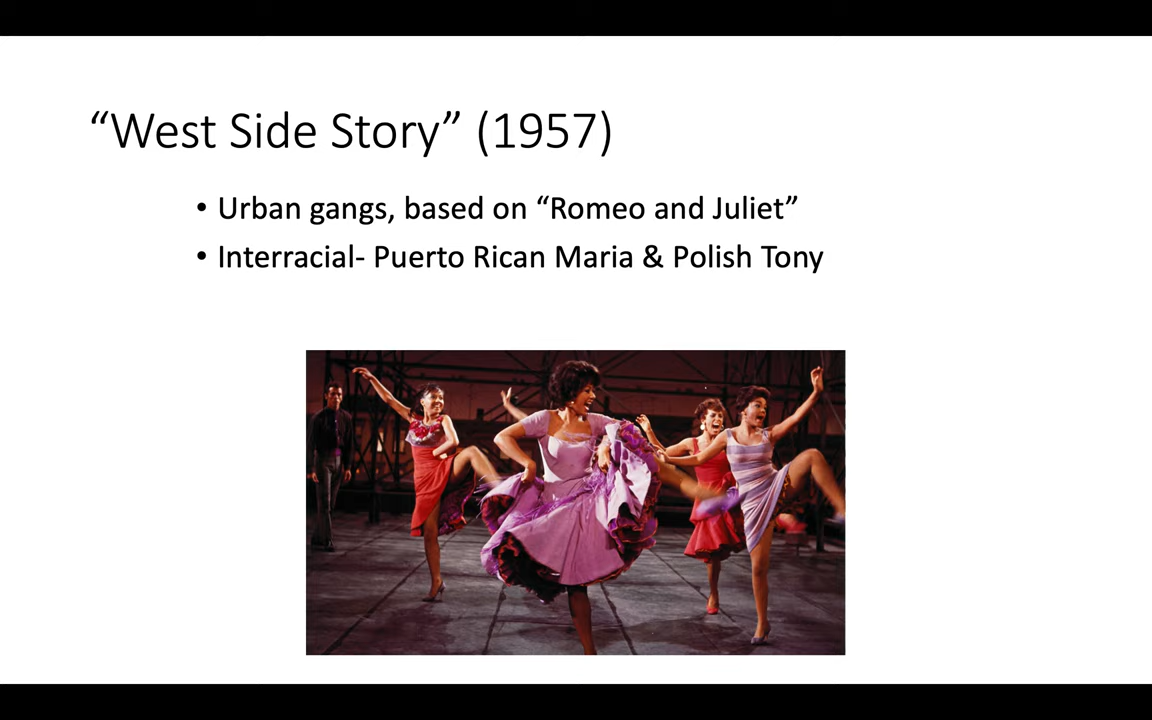 “West Side Story” (1957)
• Urban gangs, based on “Romeo and Juliet”
• Interracial- Puerto Rican Maria & Polish Tony